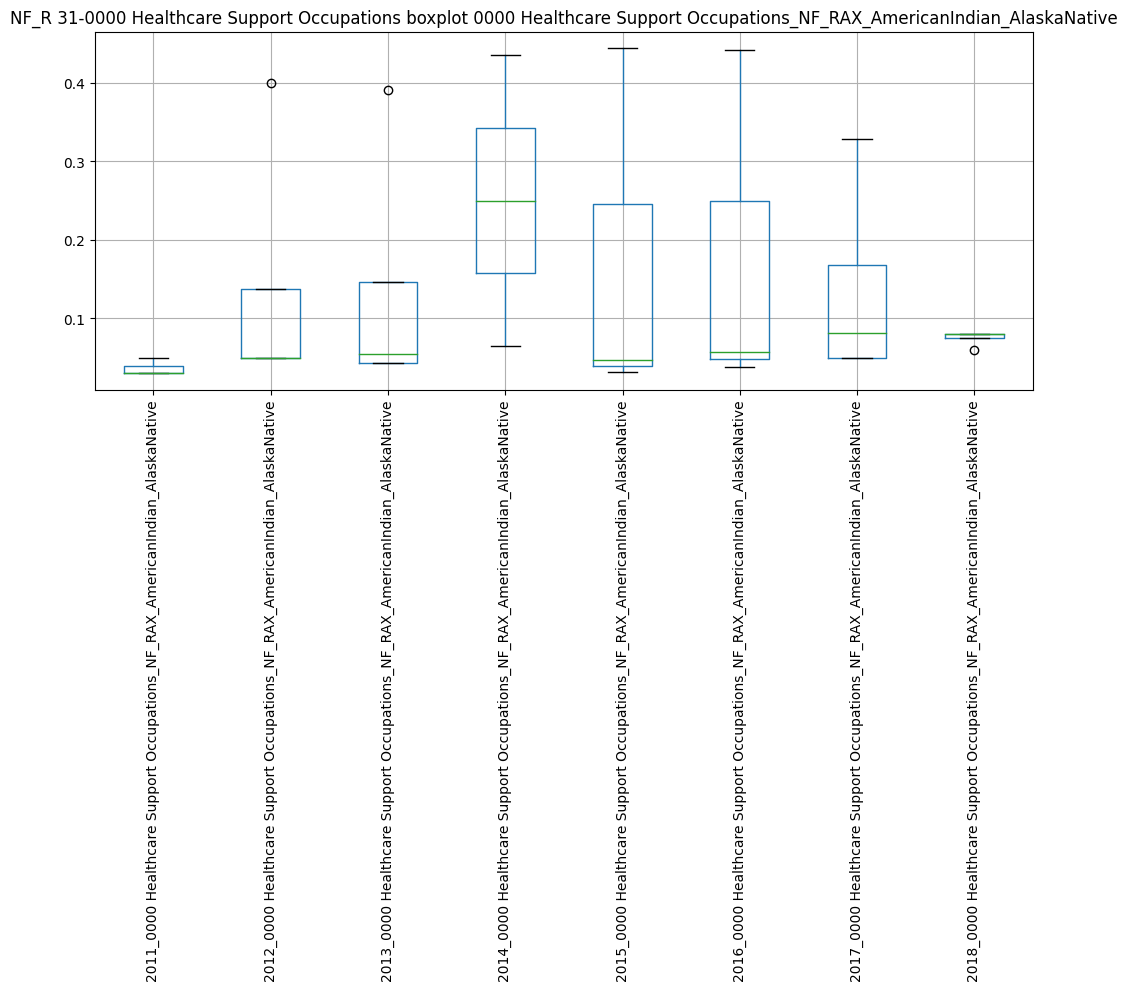 NF_R 31-0000 Healthcare Support Occupations boxplot 0000 Healthcare Support Occupations_NF_RAX_AmericanIndian_AlaskaNative
0.4
0.3
0.2
0.1
2011_0000 Healthcare Support Occupations_NF_RAX_AmericanIndian_AlaskaNative
2012_0000 Healthcare Support Occupations_NF_RAX_AmericanIndian_AlaskaNative
2013_0000 Healthcare Support Occupations_NF_RAX_AmericanIndian_AlaskaNative
2014_0000 Healthcare Support Occupations_NF_RAX_AmericanIndian_AlaskaNative
2015_0000 Healthcare Support Occupations_NF_RAX_AmericanIndian_AlaskaNative
2016_0000 Healthcare Support Occupations_NF_RAX_AmericanIndian_AlaskaNative
2017_0000 Healthcare Support Occupations_NF_RAX_AmericanIndian_AlaskaNative
2018_0000 Healthcare Support Occupations_NF_RAX_AmericanIndian_AlaskaNative